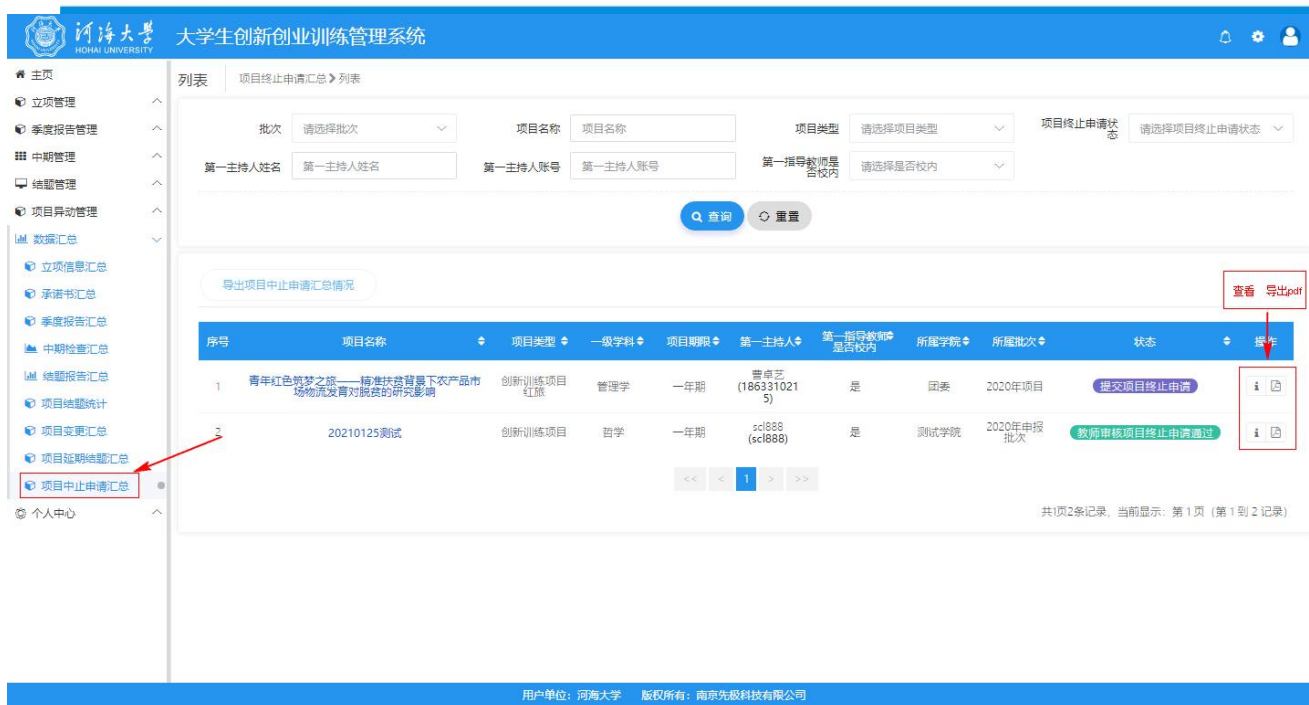 河海大学
HOHAI UNIVERSITY
大学生创新创业训练管理系统
主页
立项管理
季度报告管理
中期管理
结题管理
项目异动管理
数据汇总
立项信息汇总
承诺书汇总
季度报告汇总
中期检查汇总
结题报告汇总
项目结题统计
项目变更汇总
项目延期结题汇总
项目中止申请汇总
个人中心
列表 项目终止申请汇总 列表
批次 请选择批次 项目名称 项目名称 项目类型 请选择项目类型 项目终止申请状态 请选择项目终止申请状态
第一主持人姓名 第一主持人姓名 第一主持人账号 第一主持人账号 第一指导教师是否校内 请选择是否校内
查询 重置
导出项目中止申请汇总情况
查看 导出pdf
序号 项目名称 项目类型 一级学科 项目期限 第一主持人 第一指导教师是否校内 所属学院 所属批次 状态 操作
1 青年红色筑梦之旅——精准扶贫背景下农产品市场物流发育对脱贫的研究影响 创新训练项目红旅 管理学 一年期 曹卓艺(1863310215) 是 团委 2020年项目 提交项目终止申请
2 20210125测试 创新训练项目 哲学 一年期 scl888(scl888) 是 测试学院 2020年申报批次 教师审核项目终止申请通过
<< < 1 > >>
共1页2条记录，当前显示：第 1 页（第 1 到 2 记录）
用户单位：河海大学 版权所有：南京先极科技有限公司